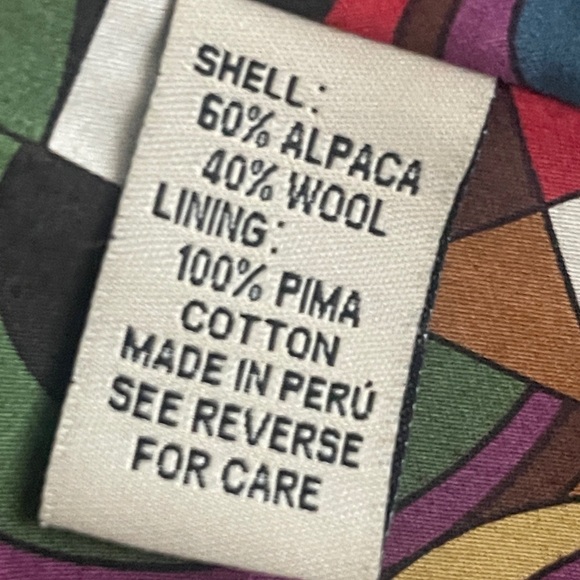 SHELL:
60% ALPACA
40% WOOL
LINING:
100% PIMA
COTTON
MADE IN PERÚ
SEE REVERSE
FOR CARE